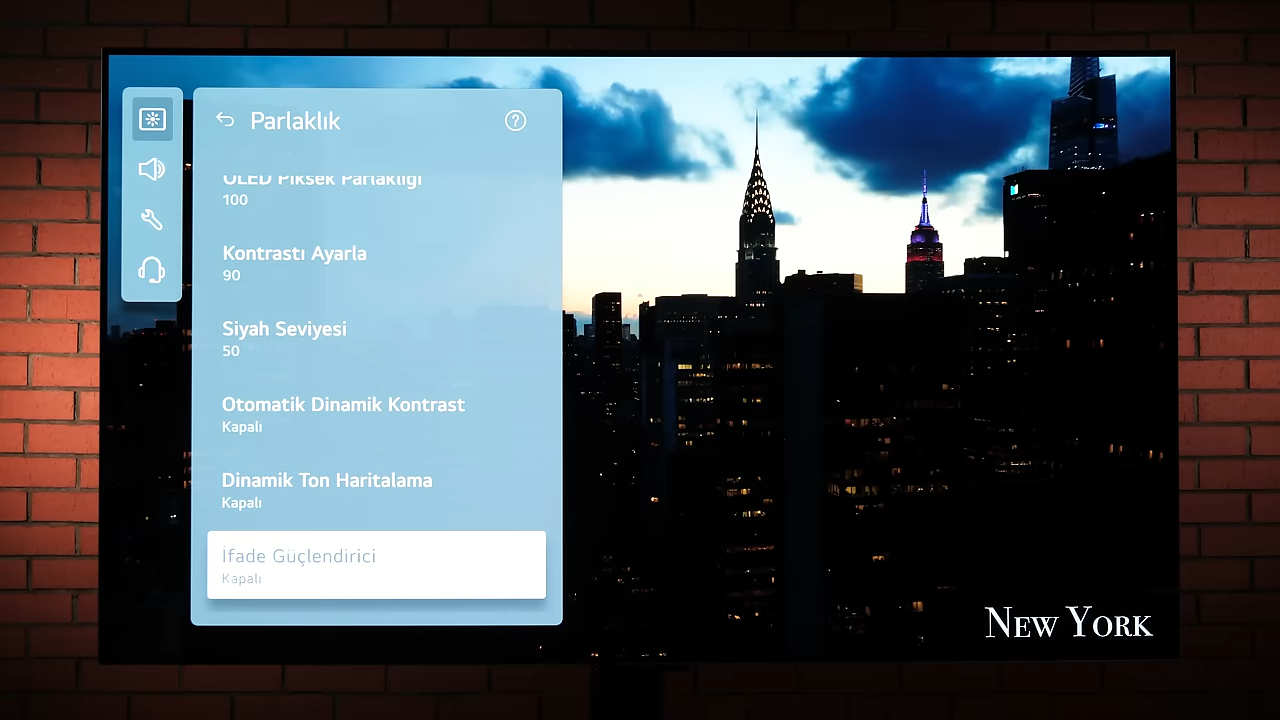 Parlaklık
OLED Piksel Parlaklığı
100
Kontrastı Ayarla
90
Siyah Seviyesi
50
Otomatik Dinamik Kontrast
Kapalı
Dinamik Ton Haritalama
Kapalı
İfade Güçlendirici
Kapalı
NEW YORK